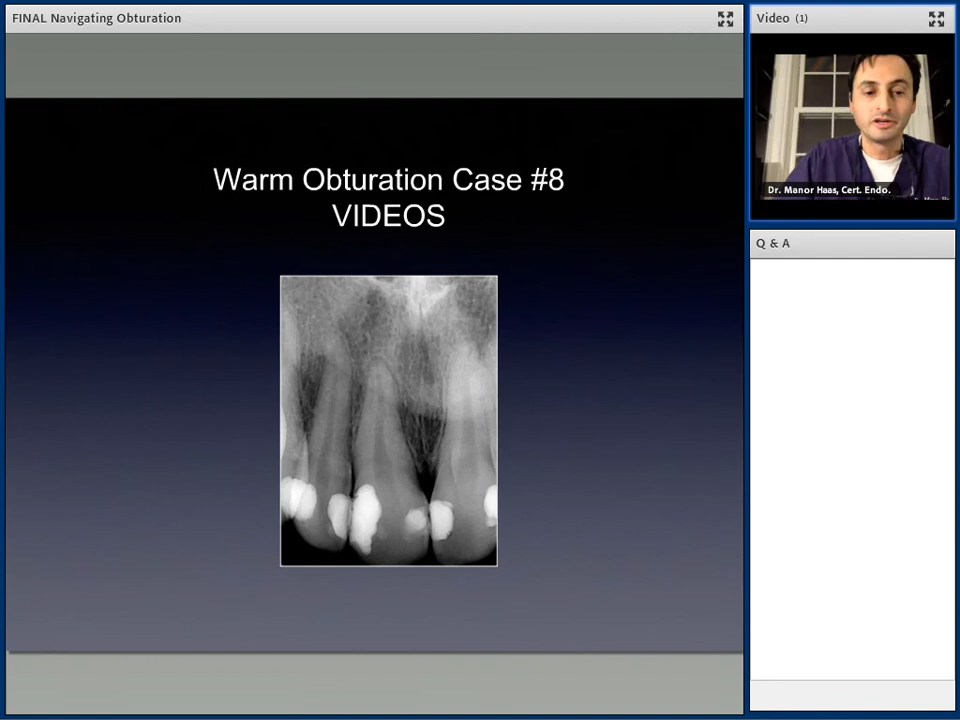 FINAL Navigating Obturation
Video (1)
Warm Obturation Case #8
VIDEOS
Dr. Manor Haas, Cert. Endo.
Q & A